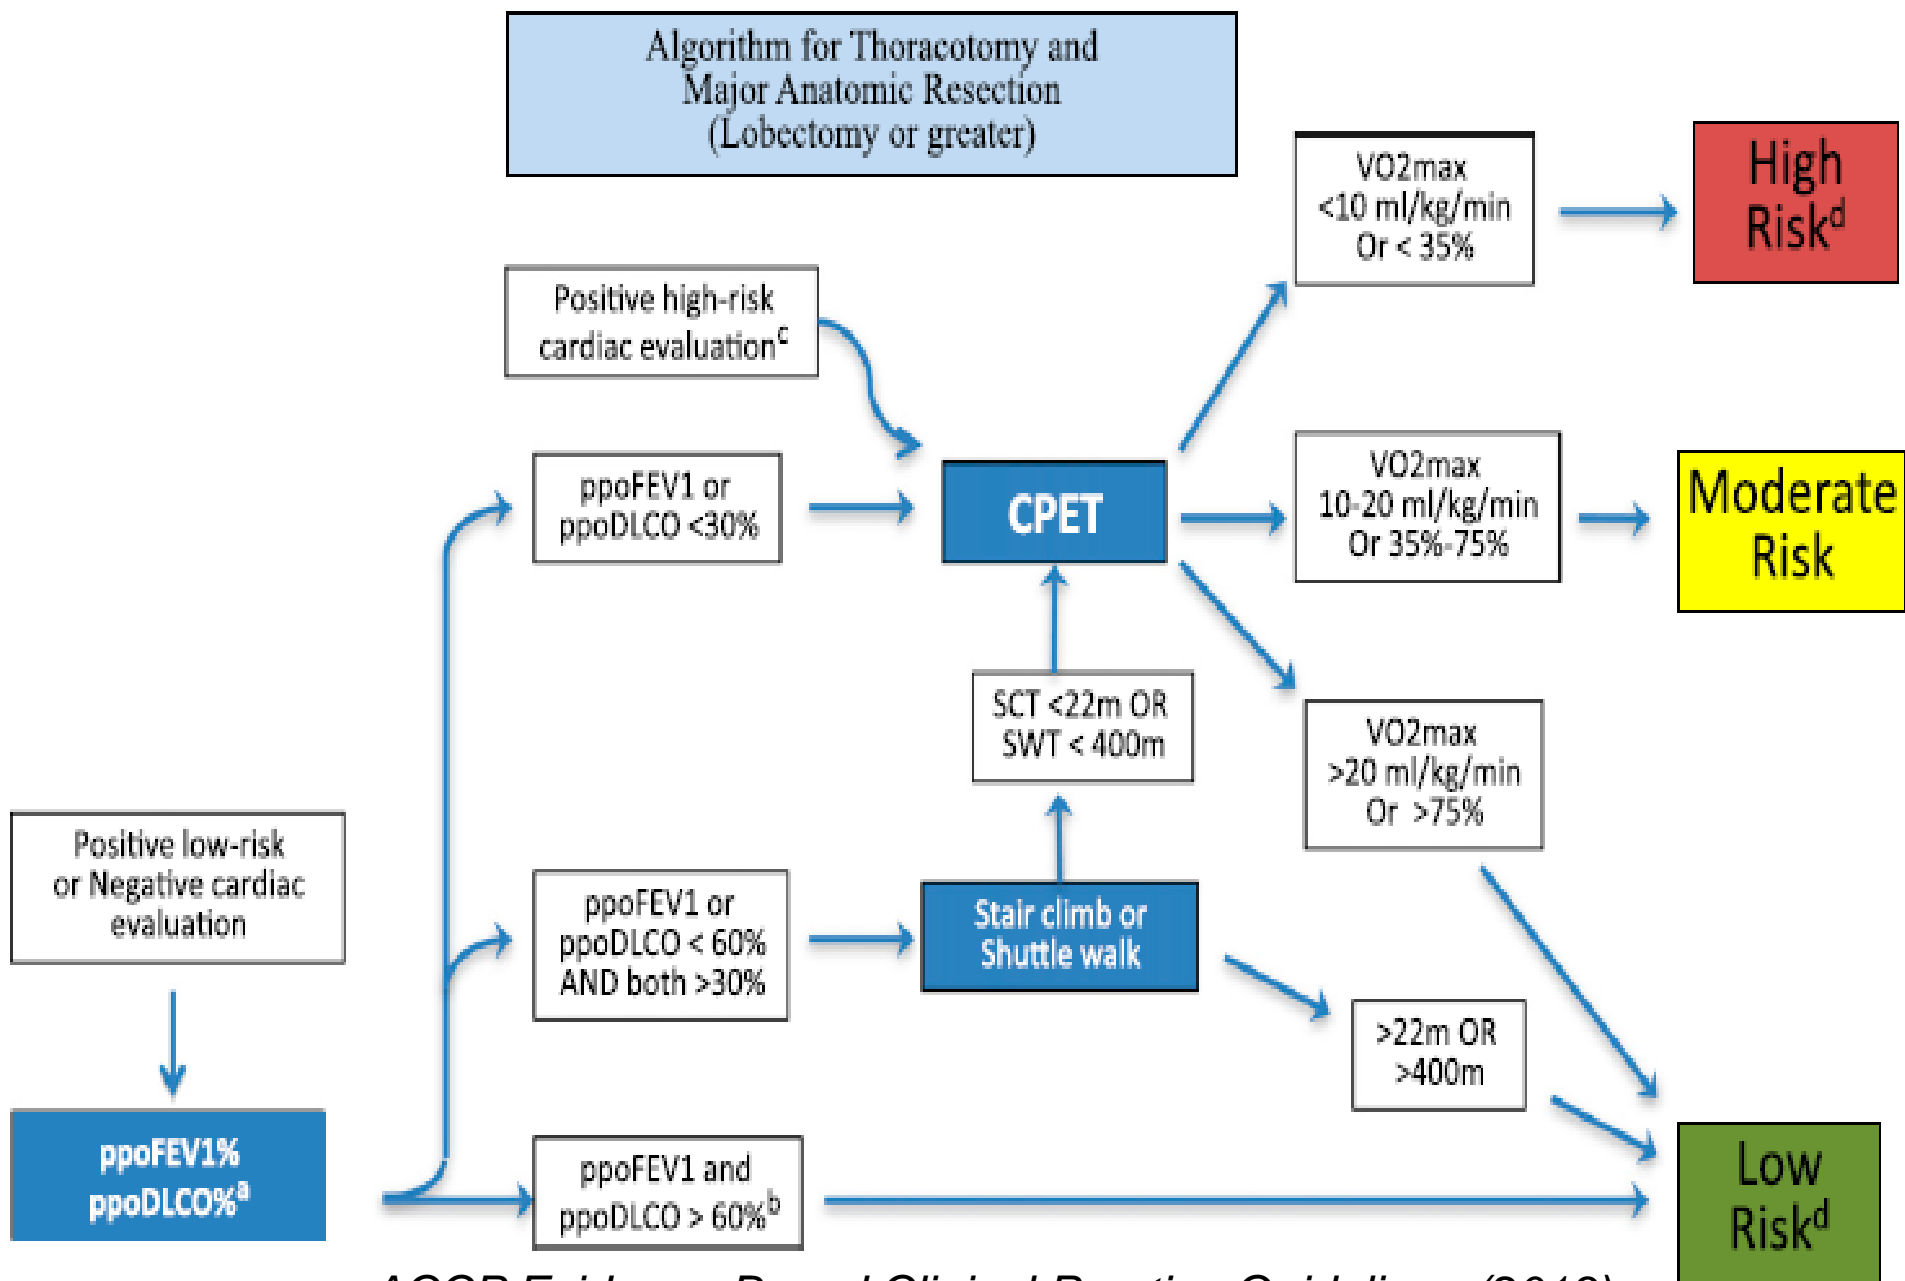 Algorithm for Thoracotomy and
Major Anatomic Resection
(Lobectomy or greater)
VO2max
<10 ml/kg/min
Or < 35%
High
Riskᵈ
Positive high-risk
cardiac evaluationᶜ
ppoFEV1 or
ppoDLCO <30%
CPET
VO2max
10-20 ml/kg/min
Or 35%-75%
Moderate
Risk
SCT <22m OR
SWT < 400m
VO2max
>20 ml/kg/min
Or >75%
Positive low-risk
or Negative cardiac
evaluation
ppoFEV1 or
ppoDLCO < 60%
AND both >30%
Stair climb or
Shuttle walk
>22m OR
>400m
ppoFEV1%
ppoDLCO%ᵃ
ppoFEV1 and
ppoDLCO > 60%ᵇ
Low
Riskᵈ